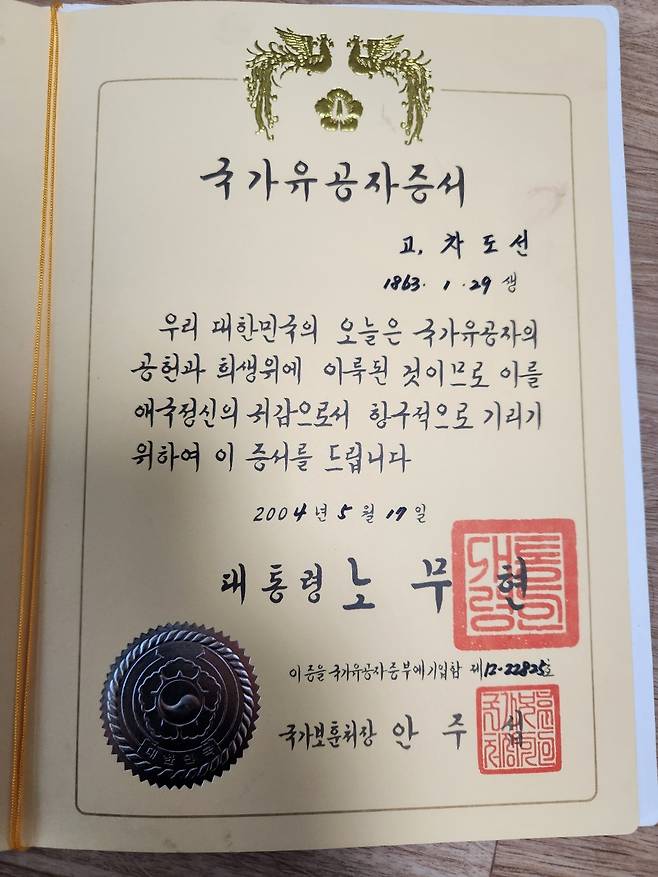 국가유공자증서
고, 차도선
1863. 1. 29 생
우리 대한민국의 오늘은 국가유공자의
공헌과 희생위에 이룩된 것이므로 이를
애국정신의 귀감으로서 항구적으로 기리기
위하여 이 증서를 드립니다
2004년 5월 17일
대통령 노무현
이 증을 국가유공자증부에 기입함 제12-22825호
국가보훈처장 안주섭
대한민국